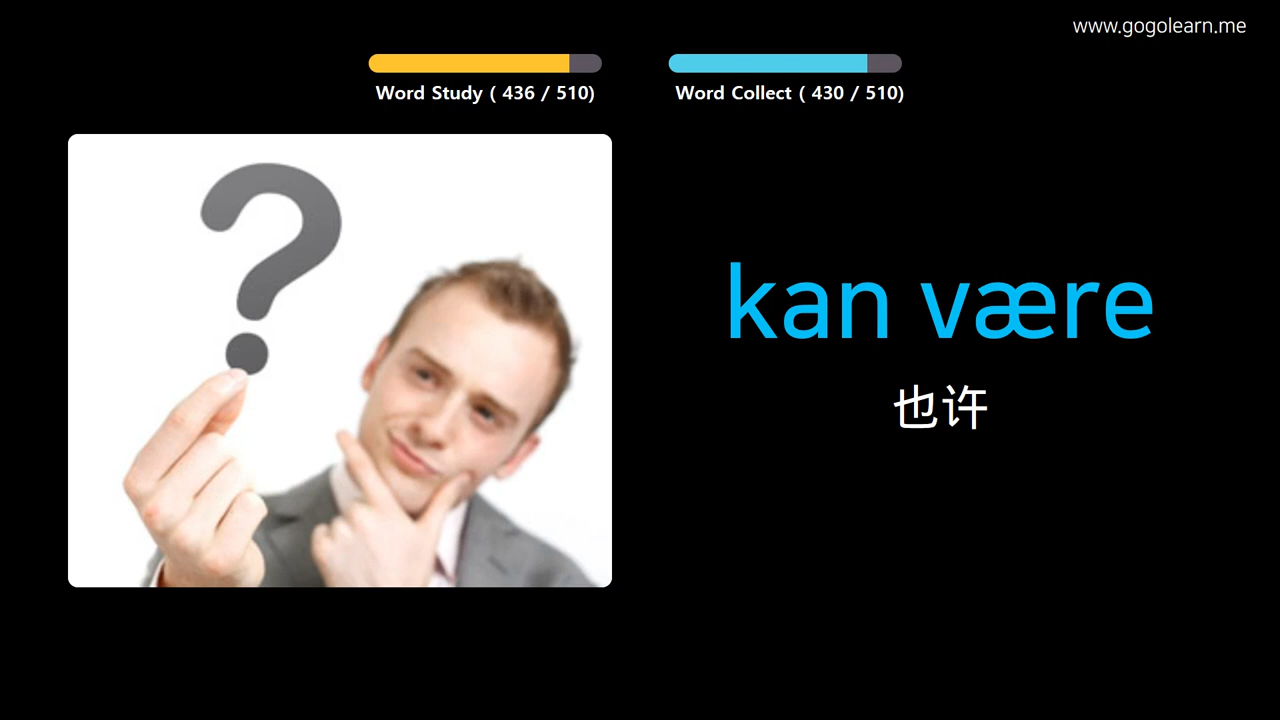 www.gogolearn.me
Word Study ( 436 / 510)
Word Collect ( 430 / 510)
?
kan være
也许